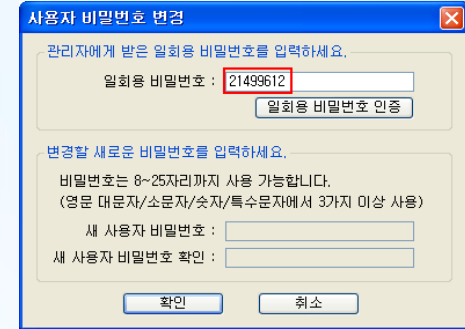 사용자 비밀번호 변경
관리자에게 받은 일회용 비밀번호를 입력하세요.
일회용 비밀번호 : 21499612
일회용 비밀번호 인증
변경할 새로운 비밀번호를 입력하세요.
비밀번호는 8~25자리까지 사용 가능합니다.
(영문 대문자/소문자/숫자/특수문자에서 3가지 이상 사용)
새 사용자 비밀번호 :
새 사용자 비밀번호 확인 :
확인 취소